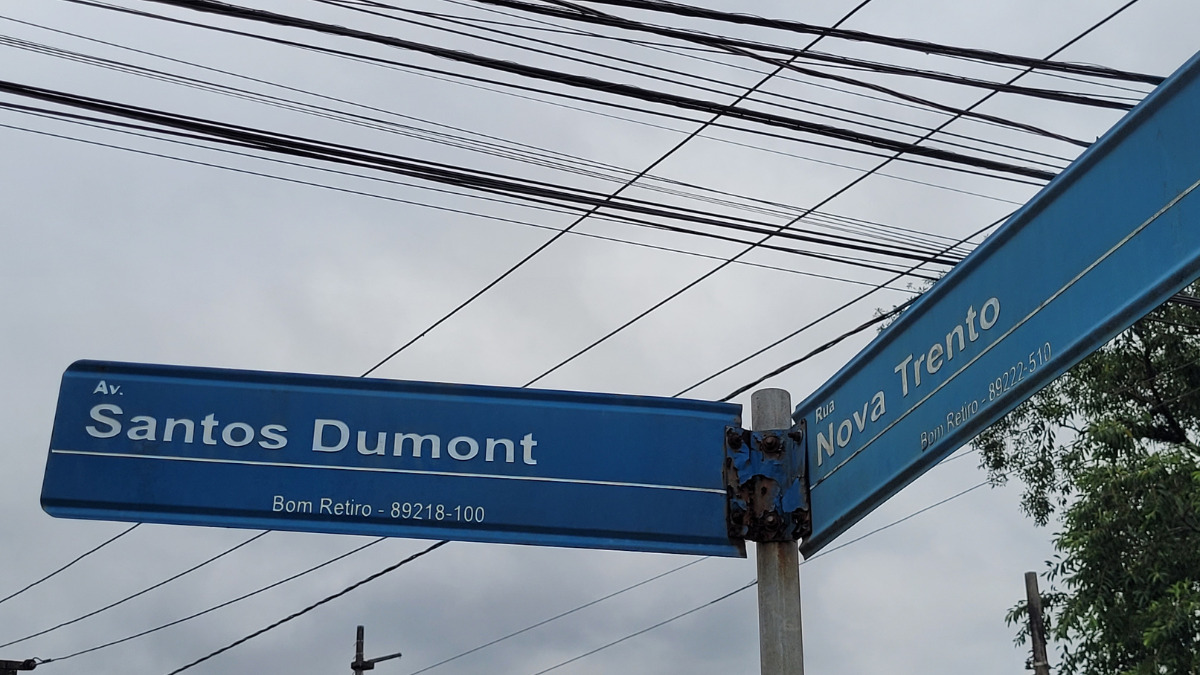 Av.
Santos Dumont
Bom Retiro - 89218-100
Rua
Nova Trento
Bom Retiro - 89222-510